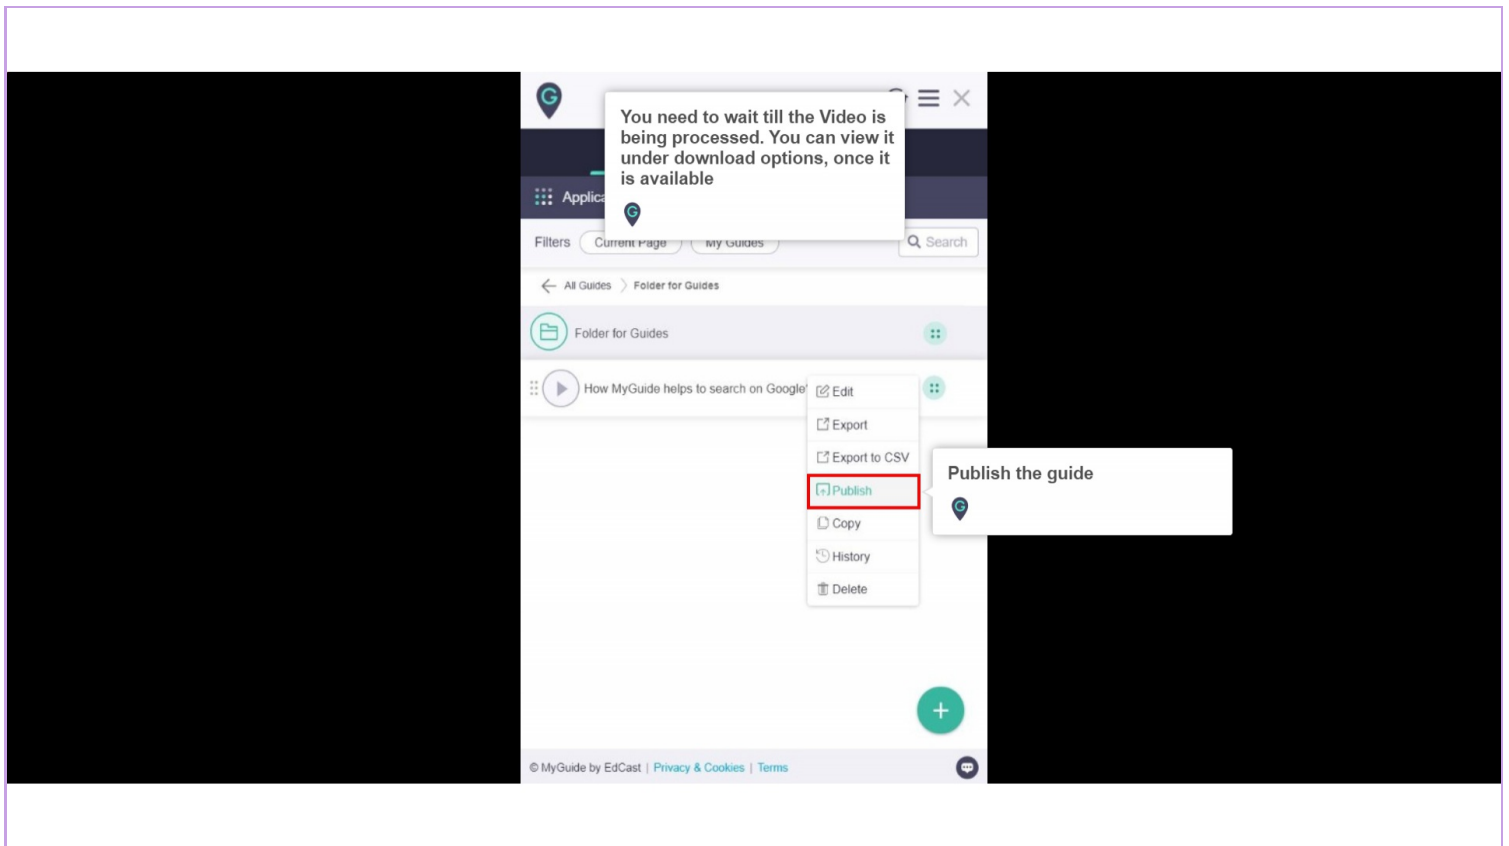 You need to wait till the Video is
being processed. You can view it
under download options, once it
is available
G
G
Filters
Current Page
My Guides
Search
All Guides
Folder for Guides
Folder for Guides
How MyGuide helps to search on Google
Edit
Export
Export to CSV
Publish
Publish the guide
G
Copy
History
Delete
+
© MyGuide by EdCast | Privacy & Cookies | Terms